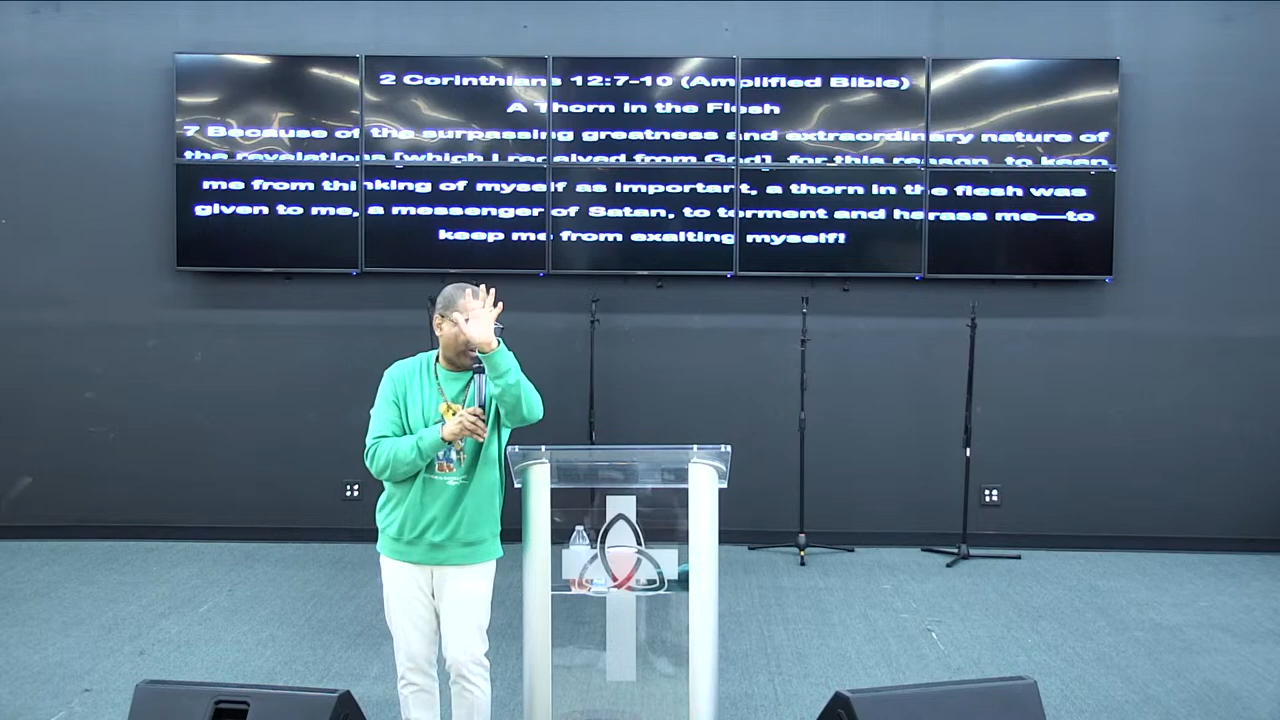 2 Corinthians 12:7-10 (Amplified Bible)
A Thorn in the Flesh
7 Because of the surpassing greatness and extraordinary nature of
the revelations [which I received from God], for this reason, to keep
me from thinking of myself as important, a thorn in the flesh was
given to me, a messenger of Satan, to torment and harass me—to
keep me from exalting myself!